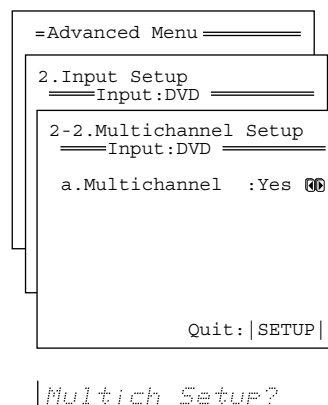 Advanced Menu
2.Input Setup
Input:DVD
2-2.Multichannel Setup
Input:DVD
a.Multichannel :Yes
Quit:|SETUP|
Multich Setup?